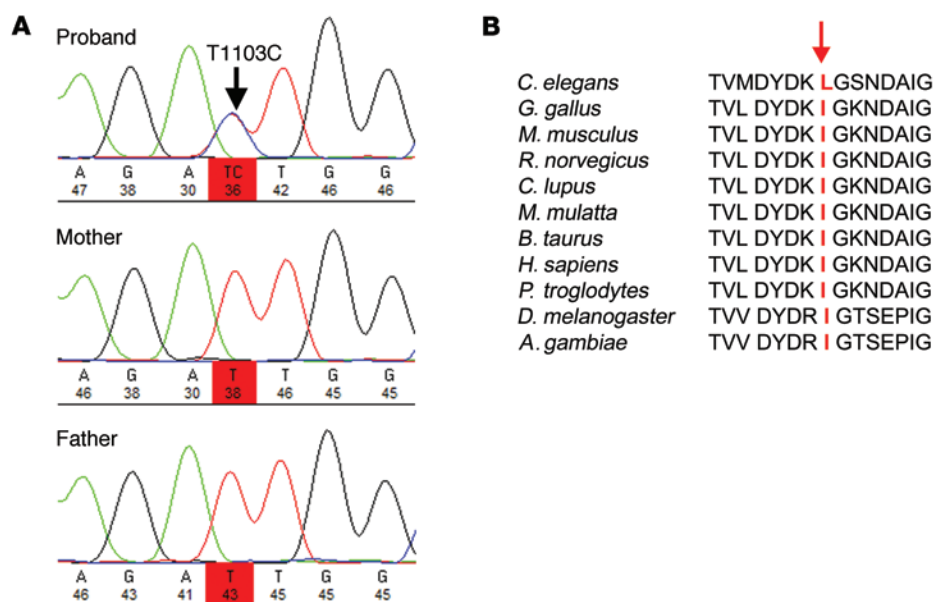 A
Proband
T1103C
A G A TC T G G
47 38 30 36 42 46 46
Mother
A G A T T G G
46 38 30 38 46 45 45
Father
A G A T T G G
46 43 41 43 45 45 45
B
C. elegans TVMDYDK L GSNDAIG
G. gallus TVL DYDK I GKNDAIG
M. musculus TVL DYDK I GKNDAIG
R. norvegicus TVL DYDK I GKNDAIG
C. lupus TVL DYDK I GKNDAIG
M. mulatta TVL DYDK I GKNDAIG
B. taurus TVL DYDK I GKNDAIG
H. sapiens TVL DYDK I GKNDAIG
P. troglodytes TVL DYDK I GKNDAIG
D. melanogaster TVV DYDR I GTSEPIG
A. gambiae TVV DYDR I GTSEPIG